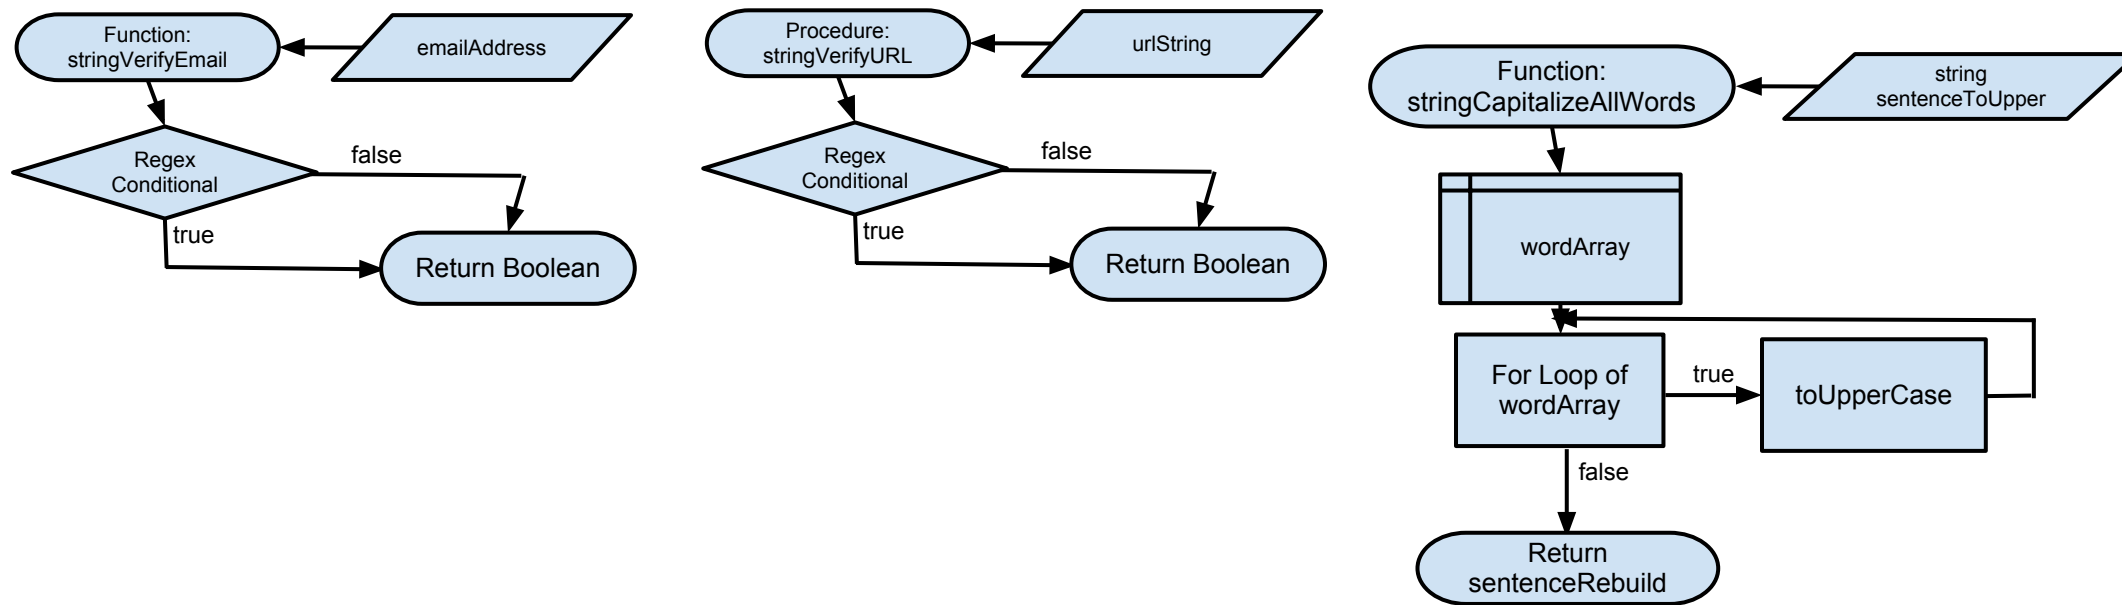 Function:
stringVerifyEmail
emailAddress
Regex
Conditional
false
true
Return Boolean
Procedure:
stringVerifyURL
urlString
Regex
Conditional
false
true
Return Boolean
Function:
stringCapitalizeAllWords
string
sentenceToUpper
wordArray
For Loop of
wordArray
true
toUpperCase
false
Return
sentenceRebuild